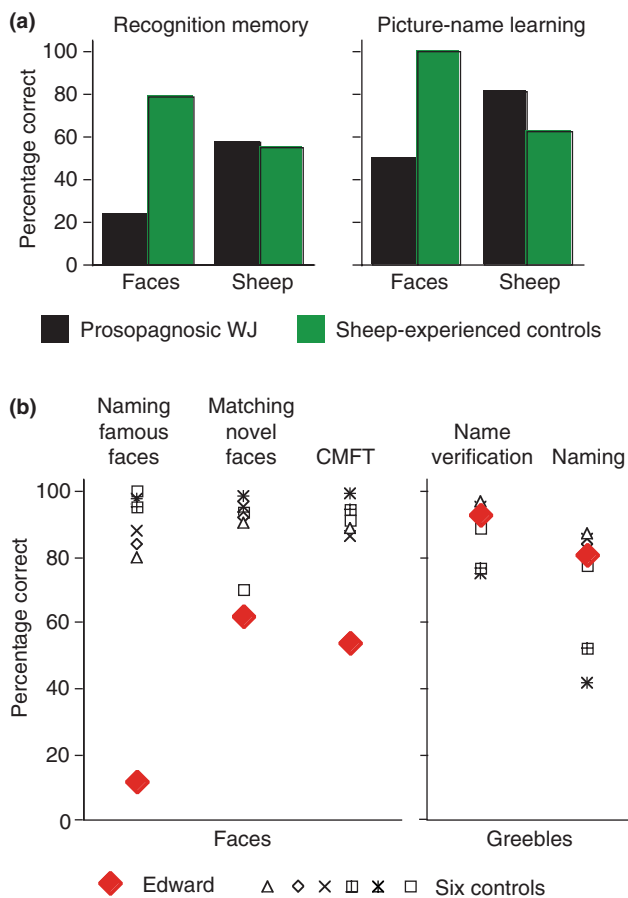 (a)
Recognition memory
Picture-name learning
Percentage correct
100
80
60
40
20
0
Faces
Sheep
Faces
Sheep
Prosopagnosic WJ
Sheep-experienced controls
(b)
Naming
famous
faces
Matching
novel
faces
CMFT
Name
verification
Naming
Percentage correct
100
80
60
40
20
0
Faces
Greebles
Edward
Six controls